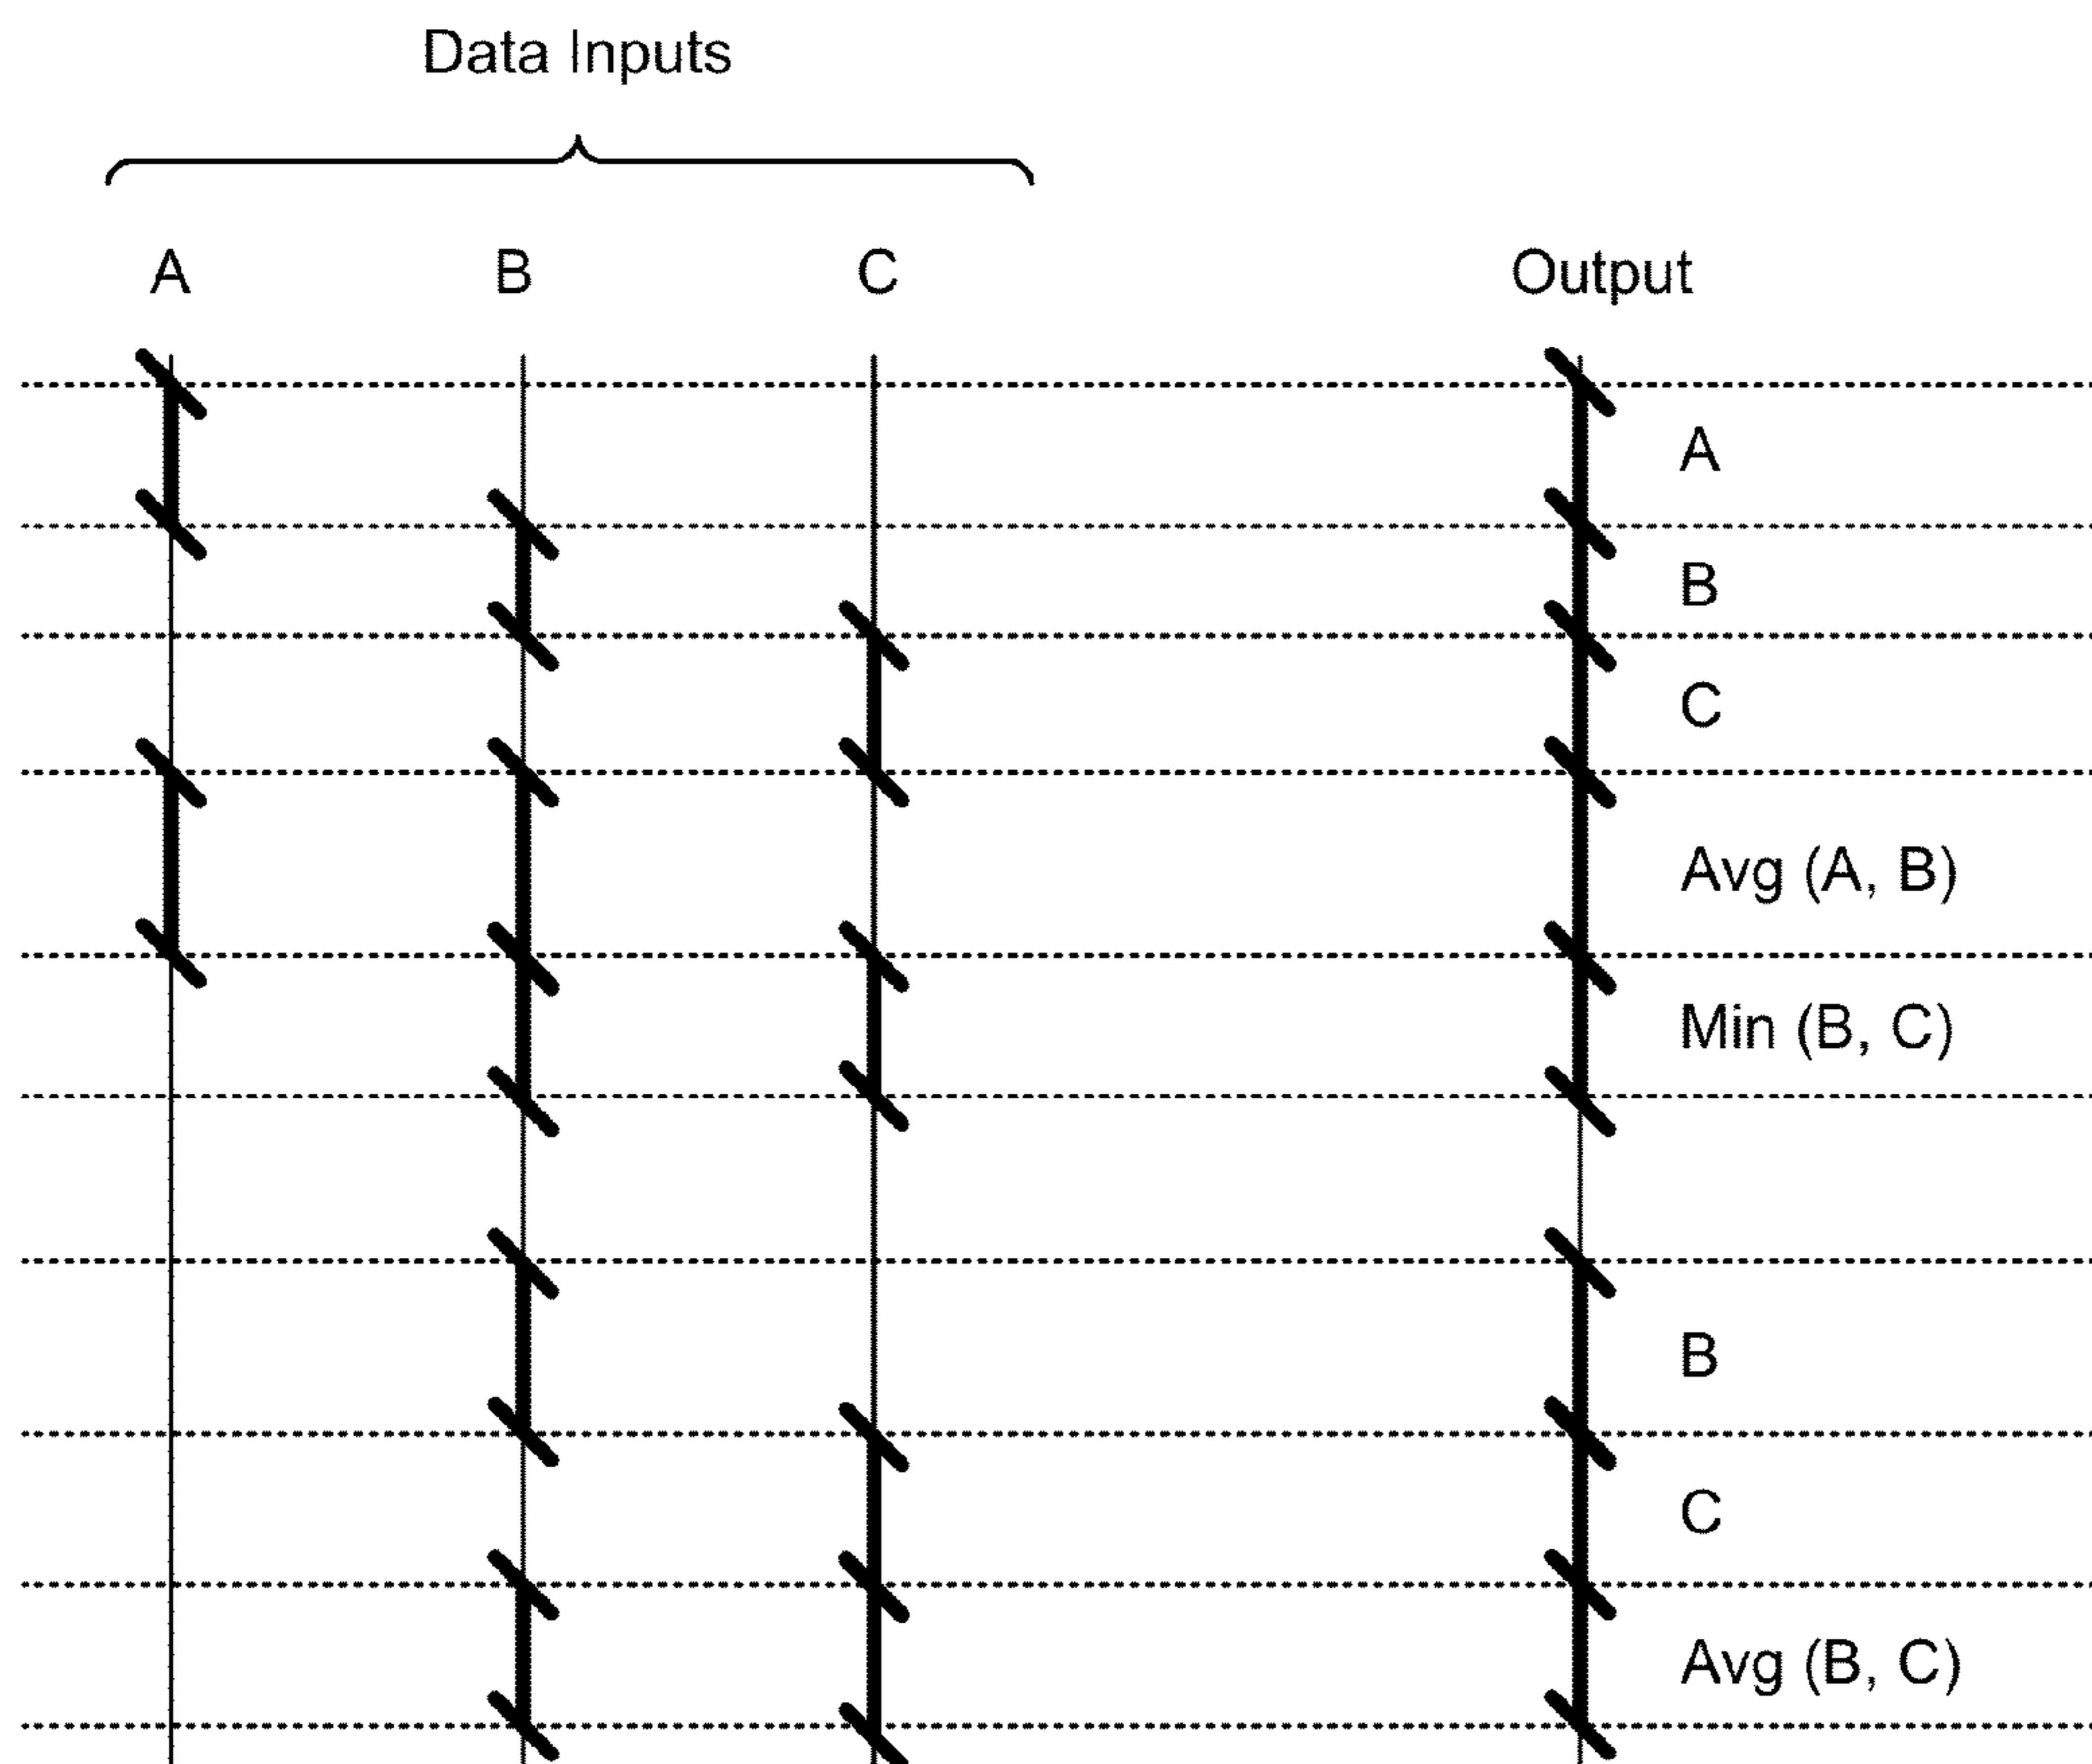 Data Inputs
A B C Output
A
B
C
Avg (A, B)
Min (B, C)
B
C
Avg (B, C)